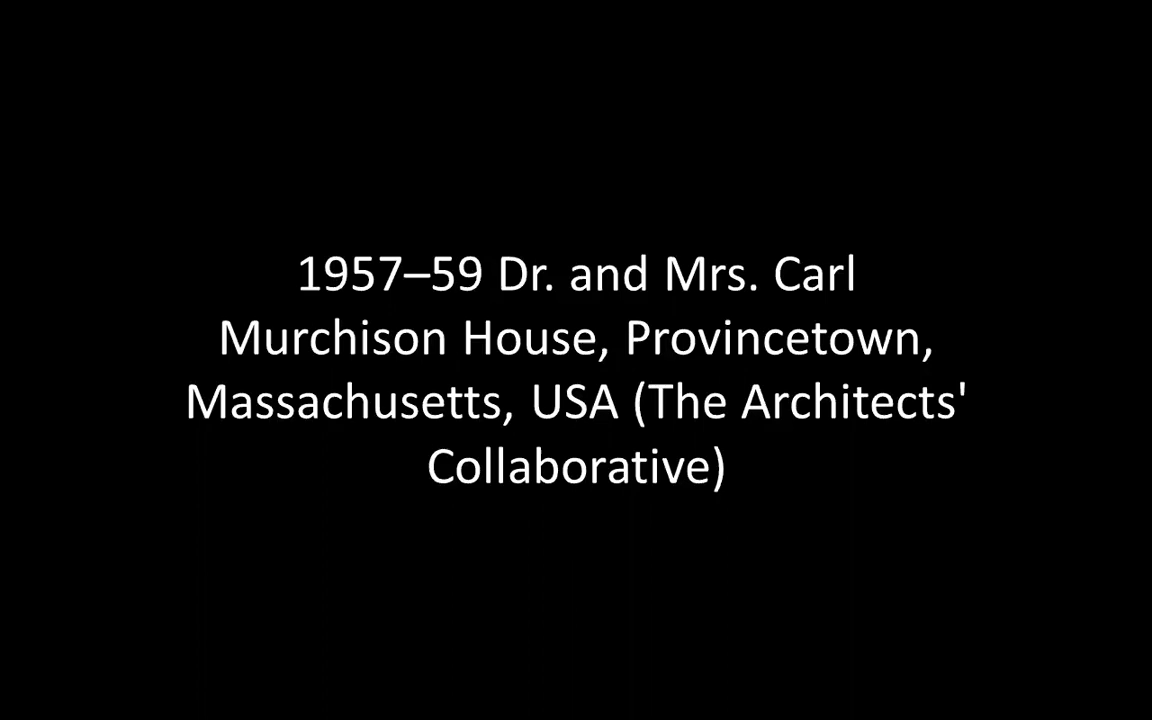 1957–59 Dr. and Mrs. Carl
Murchison House, Provincetown,
Massachusetts, USA (The Architects'
Collaborative)